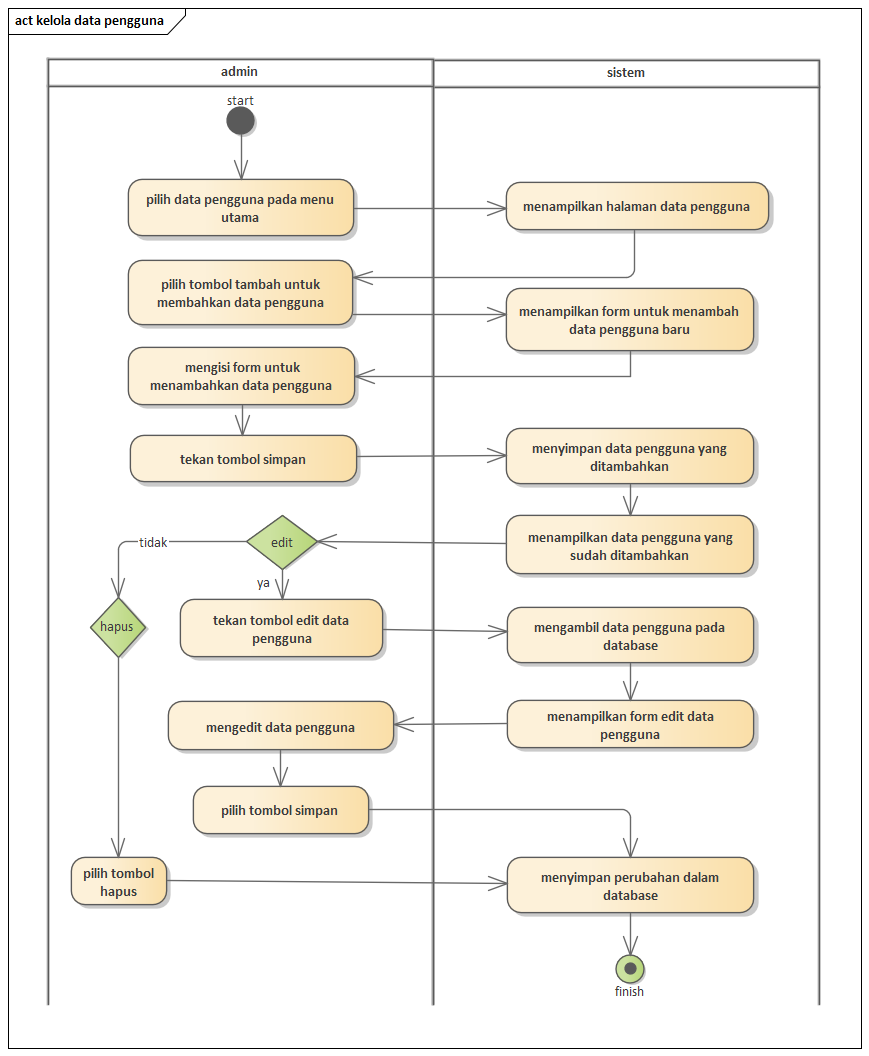 act kelola data pengguna
admin
sistem
start
pilih data pengguna pada menu
utama
menampilkan halaman data pengguna
pilih tombol tambah untuk
membahkan data pengguna
menampilkan form untuk menambah
data pengguna baru
mengisi form untuk
menambahkan data pengguna
tekan tombol simpan
menyimpan data pengguna yang
ditambahkan
menampilkan data pengguna yang
sudah ditambahkan
edit
tidak
ya
hapus
tekan tombol edit data
pengguna
mengambil data pengguna pada
database
menampilkan form edit data
pengguna
mengedit data pengguna
pilih tombol simpan
pilih tombol
hapus
menyimpan perubahan dalam
database
finish